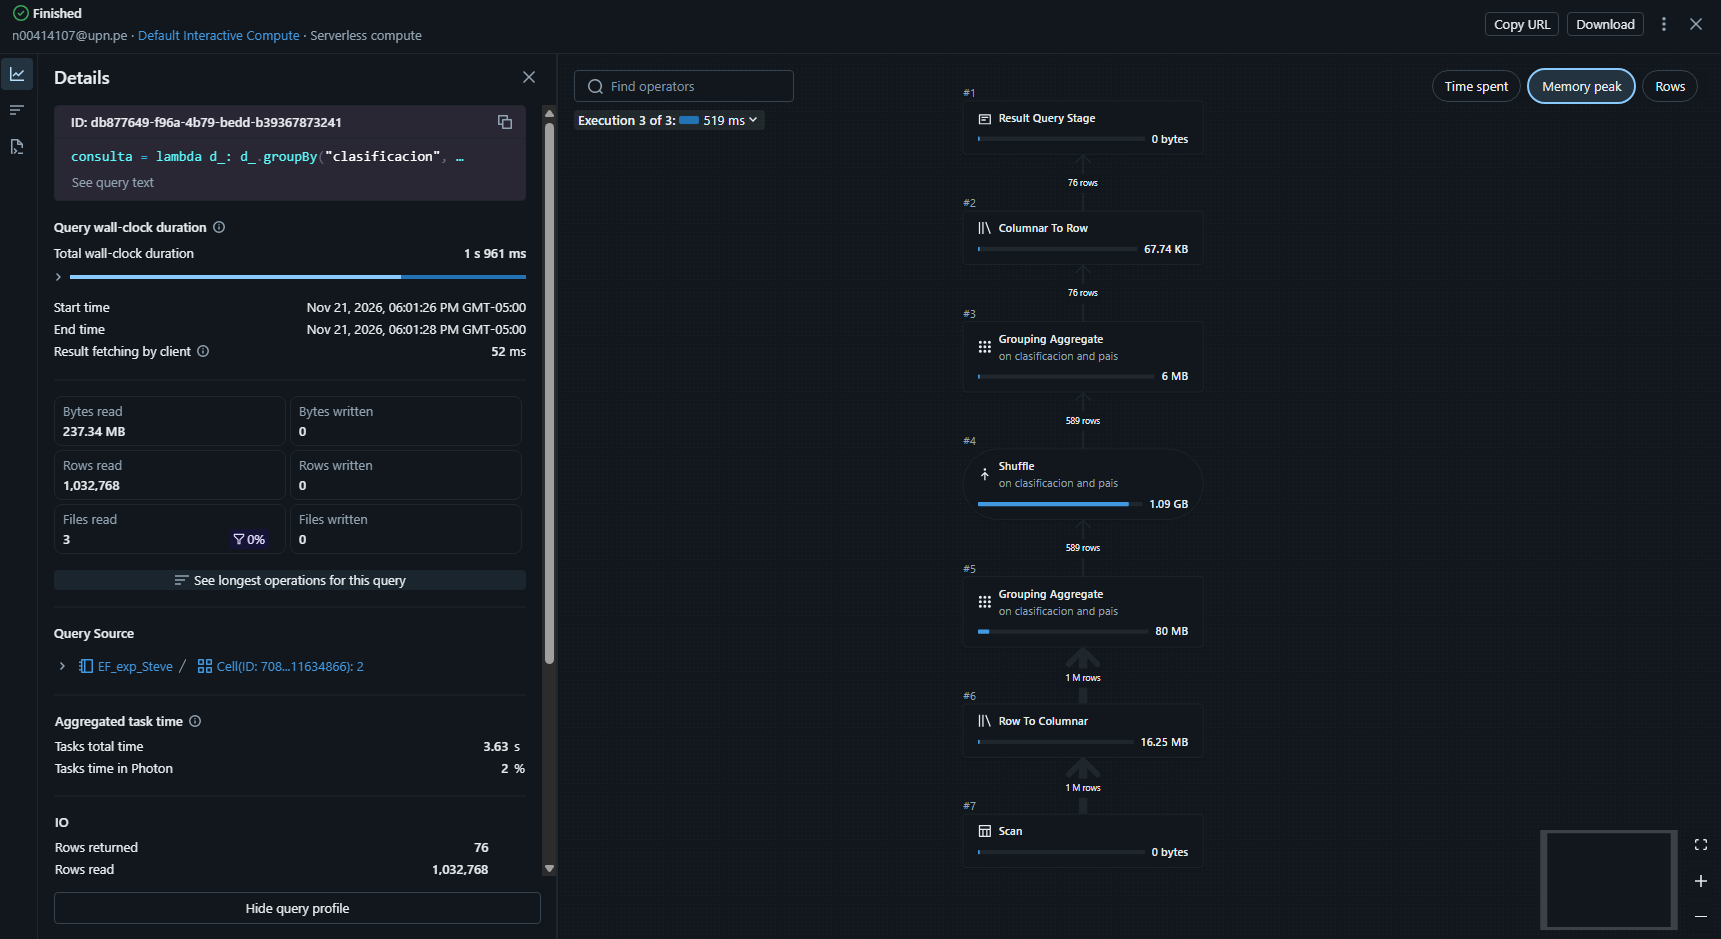 Finished
n00414107@upn.pe · Default Interactive Compute · Serverless compute
Copy URL
Download
Details
ID: db877649-f96a-4b79-bedd-b39367873241
consulta = lambda d_: d_.groupBy("clasificacion", …
See query text
Query wall-clock duration
Total wall-clock duration 1 s 961 ms
Start time Nov 21, 2026, 06:01:26 PM GMT-05:00
End time Nov 21, 2026, 06:01:28 PM GMT-05:00
Result fetching by client 52 ms
Bytes read
237.34 MB
Bytes written
0
Rows read
1,032,768
Rows written
0
Files read
3
0%
Files written
0
See longest operations for this query
Query Source
EF_exp_Steve / Cell(ID: 708...11634866): 2
Aggregated task time
Tasks total time 3.63 s
Tasks time in Photon 2 %
IO
Rows returned 76
Rows read 1,032,768
Hide query profile
Find operators
Execution 3 of 3: 519 ms
Time spent
Memory peak
Rows
#1
Result Query Stage
0 bytes
76 rows
#2
Columnar To Row
67.74 KB
76 rows
#3
Grouping Aggregate
on clasificacion and pais
6 MB
589 rows
#4
Shuffle
on clasificacion and pais
1.09 GB
589 rows
#5
Grouping Aggregate
on clasificacion and pais
80 MB
1 M rows
#6
Row To Columnar
16.25 MB
1 M rows
#7
Scan
0 bytes